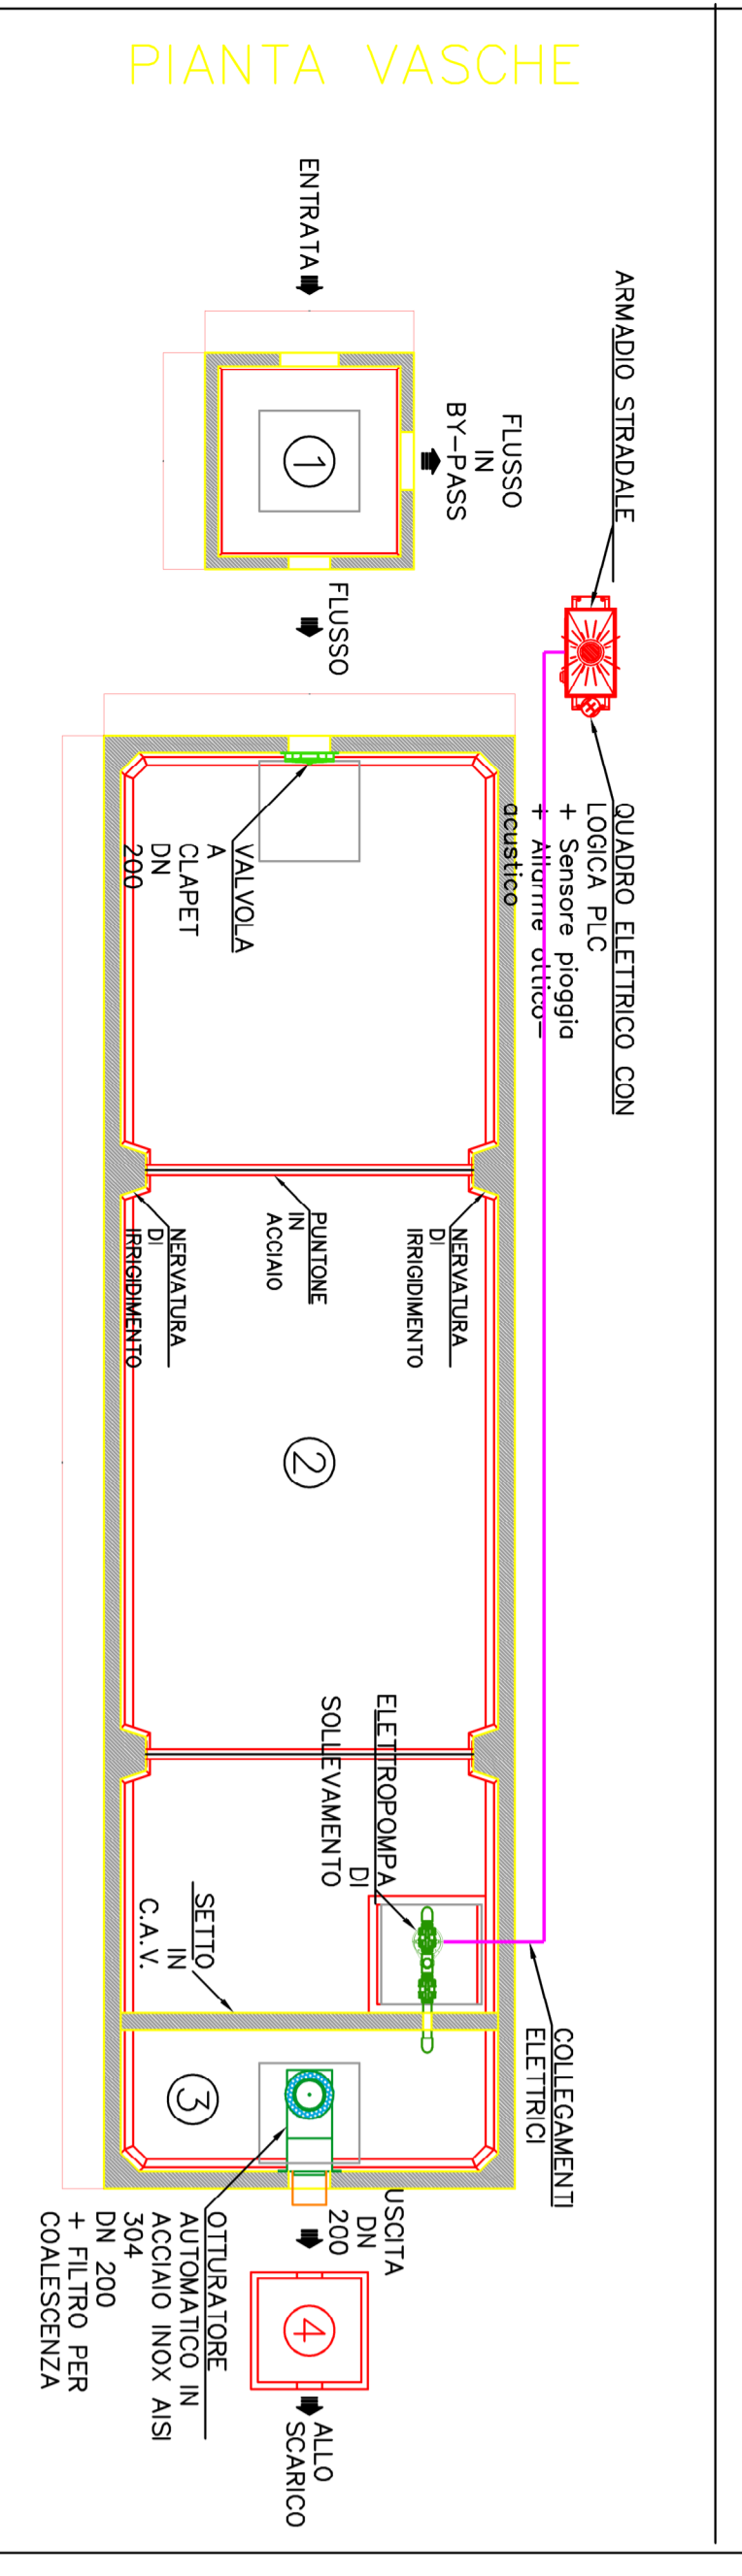 PIANTA VASCHE
ENTRATA
ARMADIO STRADALE
FLUSSO
IN
BY-PASS
1
FLUSSO
QUADRO ELETTRICO CON
LOGICA PLC
+ Sensore pioggia
+ Allarme ottico-
acustico
VALVOLA
A
CLAPET
DN
200
NERVATURA
DI
IRRIGIDIMENTO
PUNTONE
IN
ACCIAIO
NERVATURA
DI
IRRIGIDIMENTO
2
ELETTROPOMPA
DI
SOLLEVAMENTO
SETTO
IN
C.A.V.
COLLEGAMENTI
ELETTRICI
3
USCITA
DN
200
OTTURATORE
AUTOMATICO IN
ACCIAIO INOX AISI
304
DN 200
+ FILTRO PER
COALESCENZA
4
ALLO
SCARICO